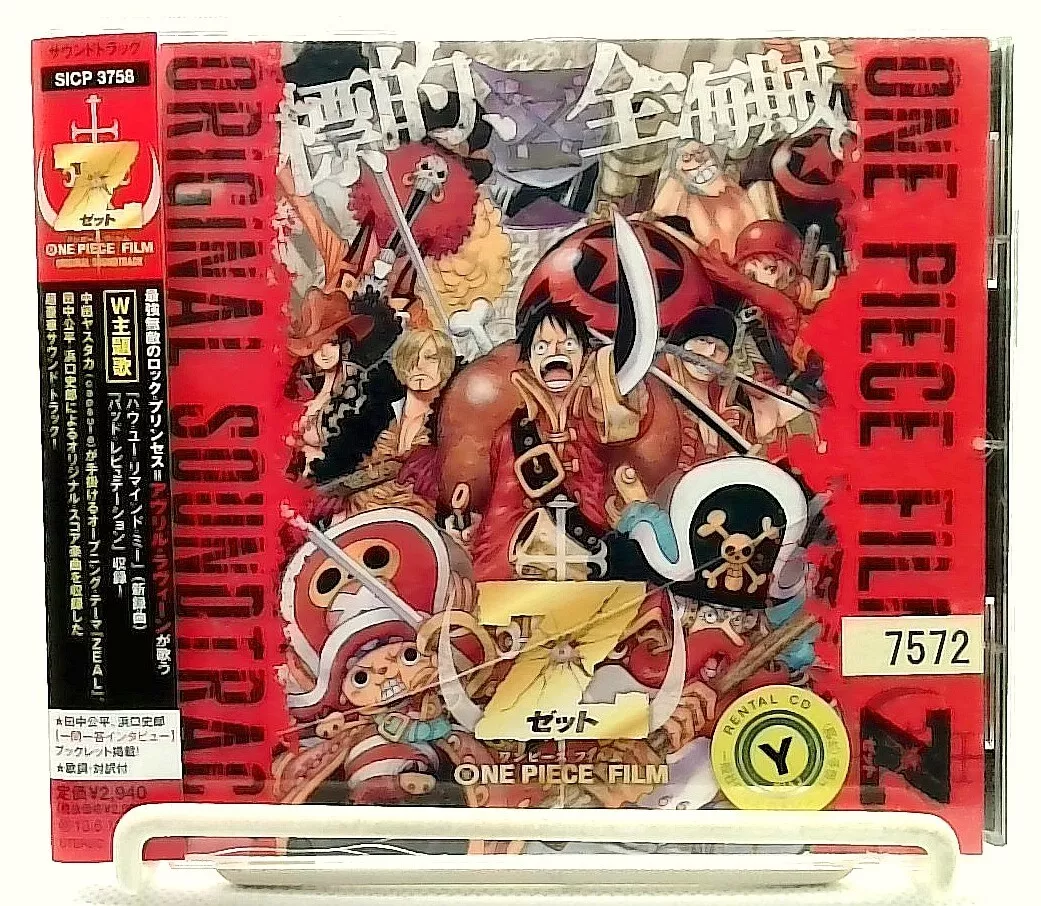 サウンドトラック
SICP 3758
Z
ゼット
ONE PIECE FILM
ORIGINAL SOUNDTRACK
最強無敵のロック・プリンセス=アヴリル・ラヴィーンが歌う
W主題歌
「ハウ・ユー・リマインド・ミー」(新録曲)
「バッド・レピュテーション」収録!
中田ヤスタカ(capsule)が手掛けるオープニング・テーマ「ZEAL」、
田中公平、浜口史郎によるオリジナル・スコア楽曲を収録した
超豪華サウンドトラック!
★田中公平、浜口史郎
【一問一答インタビュー】
ブックレット掲載!
★歌詞・対訳付
定価¥2,940
ORIGINAL SOUNDTRAC
標的、全海賊。
ONE PIECE FILM Z
7572
RENTAL CD
Y
Z
ゼット
ワンピース フィルム
ONE PIECE FILM